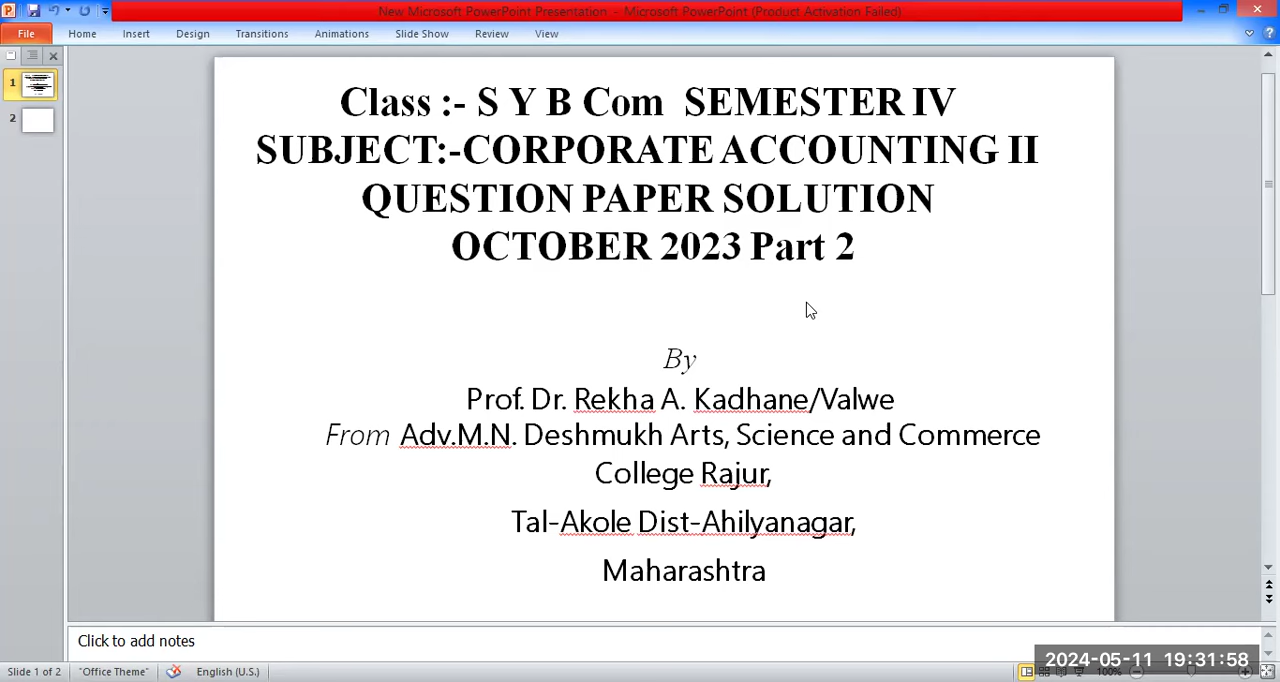 New Microsoft PowerPoint Presentation - Microsoft PowerPoint (Product Activation Failed)
File Home Insert Design Transitions Animations Slide Show Review View
1
2
Class :- S Y B Com SEMESTER IV
SUBJECT:-CORPORATE ACCOUNTING II
QUESTION PAPER SOLUTION
OCTOBER 2023 Part 2
By
Prof. Dr. Rekha A. Kadhane/Valwe
From Adv.M.N. Deshmukh Arts, Science and Commerce
College Rajur,
Tal-Akole Dist-Ahilyanagar,
Maharashtra
Click to add notes
2024-05-11 19:31:58
Slide 1 of 2 "Office Theme" English (U.S.) 100%